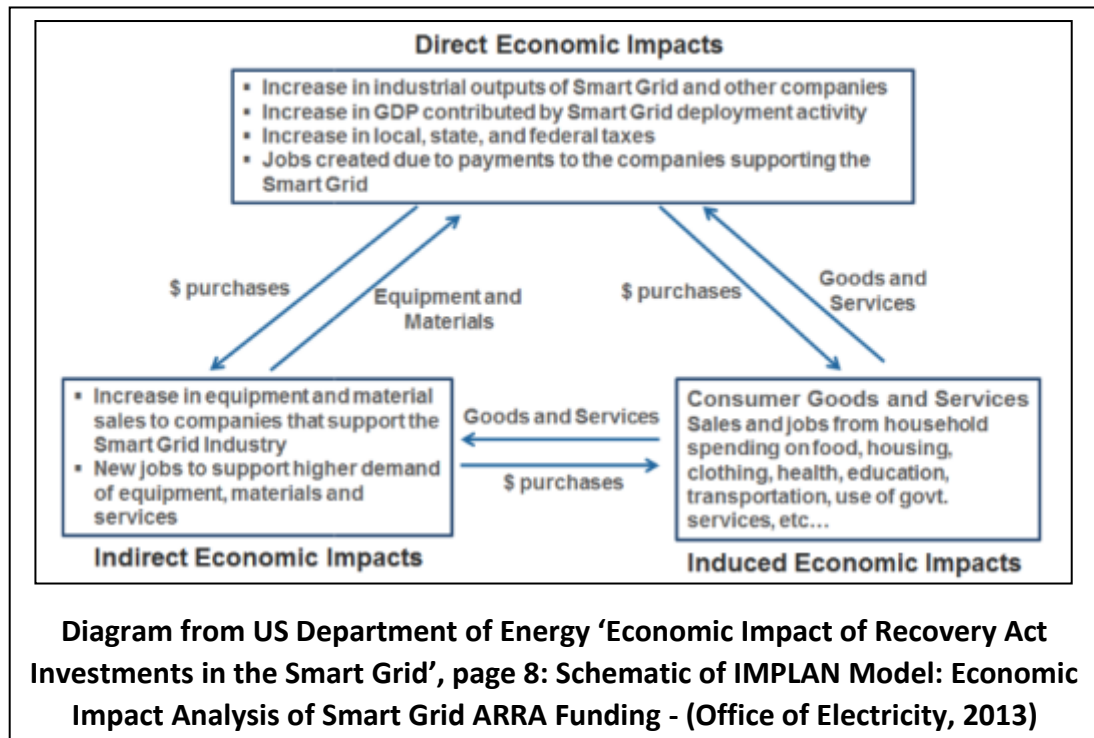 Direct Economic Impacts
▪ Increase in industrial outputs of Smart Grid and other companies
▪ Increase in GDP contributed by Smart Grid deployment activity
▪ Increase in local, state, and federal taxes
▪ Jobs created due to payments to the companies supporting the
Smart Grid
$ purchases
Equipment and
Materials
$ purchases
Goods and
Services
▪ Increase in equipment and material
sales to companies that support the
Smart Grid Industry
▪ New jobs to support higher demand
of equipment, materials and
services
Indirect Economic Impacts
Goods and Services
$ purchases
Consumer Goods and Services
Sales and jobs from household
spending on food, housing,
clothing, health, education,
transportation, use of govt.
services, etc...
Induced Economic Impacts
Diagram from US Department of Energy ‘Economic Impact of Recovery Act
Investments in the Smart Grid’, page 8: Schematic of IMPLAN Model: Economic
Impact Analysis of Smart Grid ARRA Funding - (Office of Electricity, 2013)